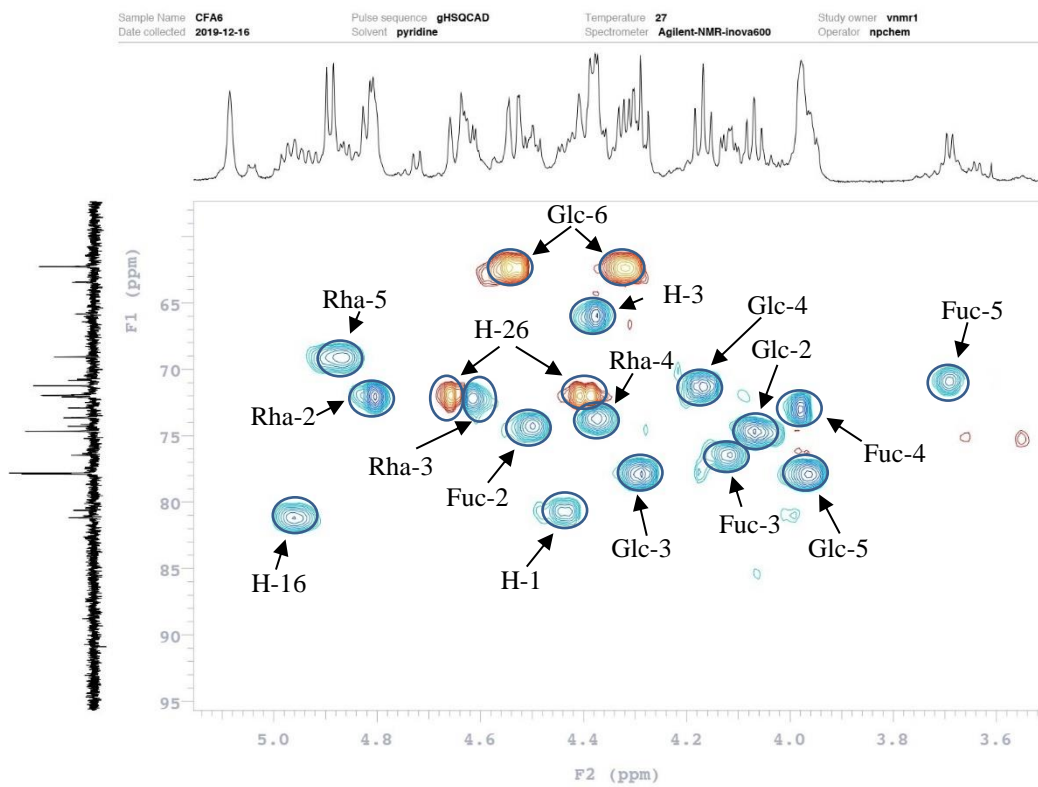 Sample Name CFA6 Pulse sequence gHSQCAD Temperature 27 Study owner vnmr1
Date collected 2019-12-16 Solvent pyridine Spectrometer Agilent-NMR-inova600 Operator npchem
Glc-6
Rha-5
H-3
Glc-4
Fuc-5
H-26
Rha-4
Glc-2
Rha-2
Rha-3
Fuc-2
Fuc-4
Fuc-3
Glc-3
Glc-5
H-16
H-1
F1 (ppm)
65
70
75
80
85
90
95
5.0 4.8 4.6 4.4 4.2 4.0 3.8 3.6
F2 (ppm)